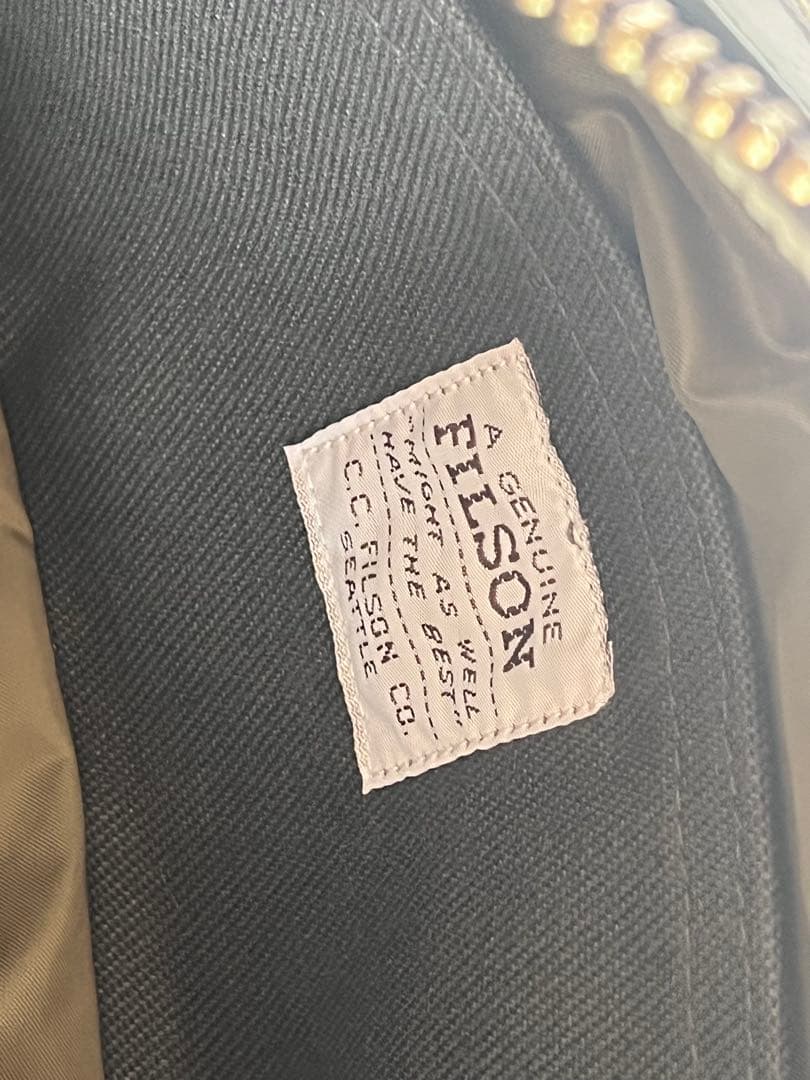 A GENUINE
FILSON
"MIGHT AS WELL
HAVE THE BEST"
C.C. FILSON CO.
SEATTLE